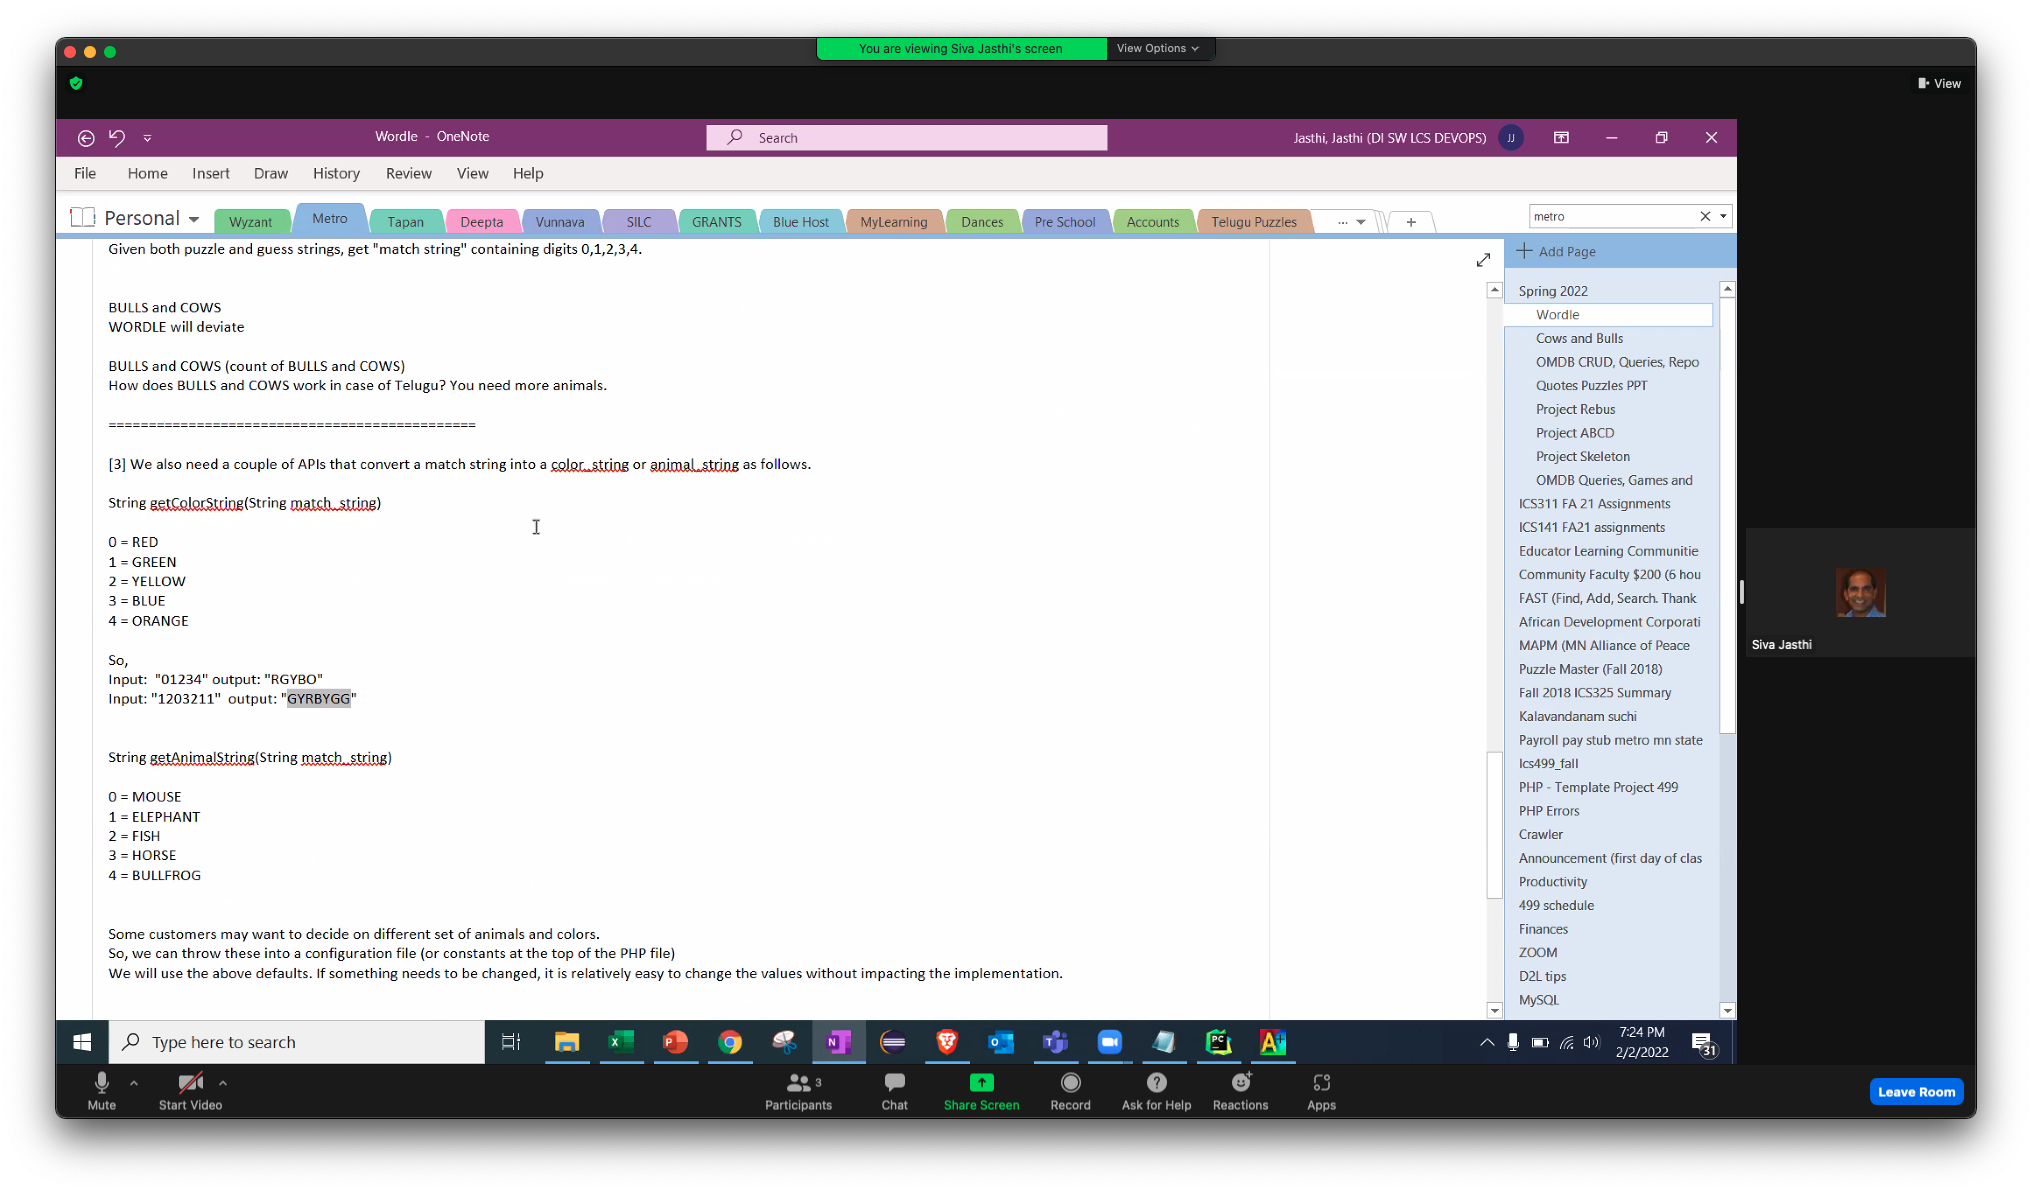 You are viewing Siva Jasthi's screen
View Options
View
Wordle - OneNote
Search
Jasthi, Jasthi (DI SW LCS DEVOPS)
JJ
File Home Insert Draw History Review View Help
Personal
Wyzant Metro Tapan Deepta Vunnava SILC GRANTS Blue Host MyLearning Dances Pre School Accounts Telugu Puzzles ... +
metro
Given both puzzle and guess strings, get "match string" containing digits 0,1,2,3,4.
BULLS and COWS
WORDLE will deviate
BULLS and COWS (count of BULLS and COWS)
How does BULLS and COWS work in case of Telugu? You need more animals.
==============================================
[3] We also need a couple of APIs that convert a match string into a color_string or animal_string as follows.
String getColorString(String match_string)
0 = RED
1 = GREEN
2 = YELLOW
3 = BLUE
4 = ORANGE
So,
Input: "01234" output: "RGYBO"
Input: "1203211" output: "GYRBYGG"
String getAnimalString(String match_string)
0 = MOUSE
1 = ELEPHANT
2 = FISH
3 = HORSE
4 = BULLFROG
Some customers may want to decide on different set of animals and colors.
So, we can throw these into a configuration file (or constants at the top of the PHP file)
We will use the above defaults. If something needs to be changed, it is relatively easy to change the values without impacting the implementation.
Add Page
Spring 2022
Wordle
Cows and Bulls
OMDB CRUD, Queries, Repo
Quotes Puzzles PPT
Project Rebus
Project ABCD
Project Skeleton
OMDB Queries, Games and
ICS311 FA 21 Assignments
ICS141 FA21 assignments
Educator Learning Communitie
Community Faculty $200 (6 hou
FAST (Find, Add, Search. Thank
African Development Corporati
MAPM (MN Alliance of Peace
Puzzle Master (Fall 2018)
Fall 2018 ICS325 Summary
Kalavandanam suchi
Payroll pay stub metro mn state
Ics499_fall
PHP - Template Project 499
PHP Errors
Crawler
Announcement (first day of clas
Productivity
499 schedule
Finances
ZOOM
D2L tips
MySQL
Siva Jasthi
Type here to search
7:24 PM
2/2/2022
31
Mute
Start Video
Participants 3
Chat
Share Screen
Record
Ask for Help
Reactions
Apps
Leave Room